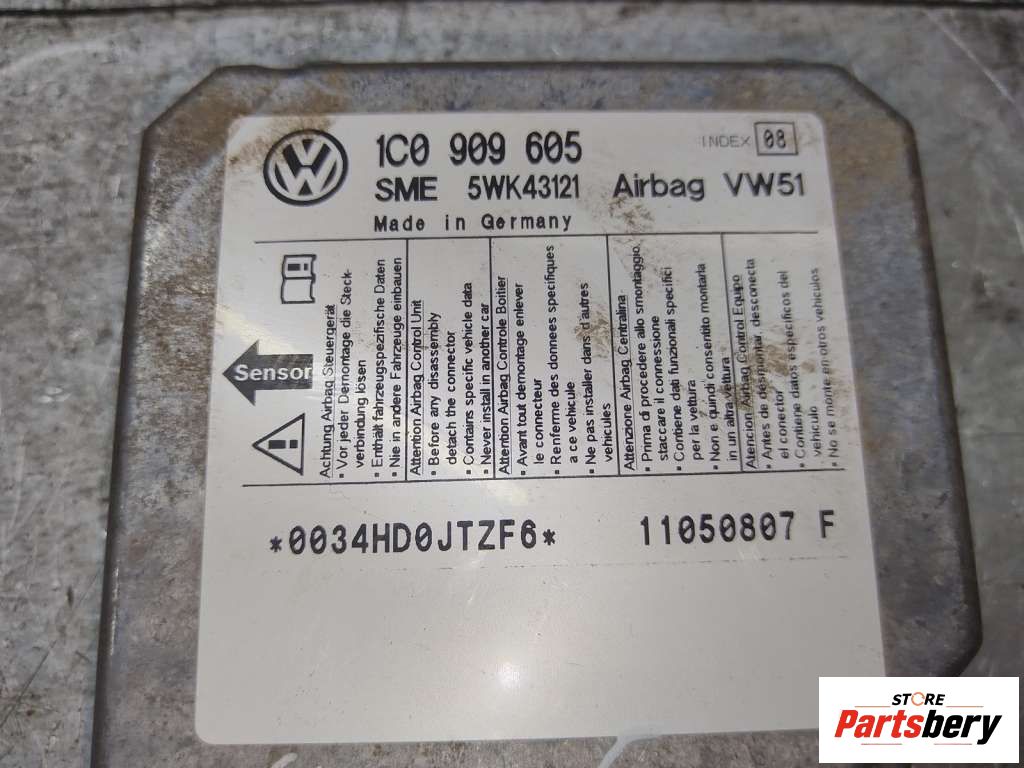 VW
1C0 909 605
INDEX 08
SME 5WK43121 Airbag VW51
Made in Germany
Sensor
Achtung Airbag Steuergerät
• Vor jeder Demontage die Steck-
verbindung lösen
• Enthält fahrzeugspezifische Daten
• Nie in andere Fahrzeuge einbauen
Attention Airbag Control Unit
• Before any disassembly
detach the connector
• Contains specific vehicle data
• Never install in another car
Attention Airbag Controle Boitier
• Avant tout demontage enlever
le connecteur
• Renferme des donnees specifiques
a ce vehicule
• Ne pas installer dans d'autres
vehicules
Attenzione Airbag Centralina
• Prima di procedere allo smontaggio,
staccare il connessione
• Contiene dati funzionali specifici
per la vettura
• Non e quindi consentito montarla
in un altra vettura
Atencion Airbag Control Equipo
• Antes de desmontar desconecta
el conector
• Contiene datos especificos del
vehiculo
• No se monte en otros vehiculos
*0034HD0JTZF6* 11050807 F
STORE
Partsbery